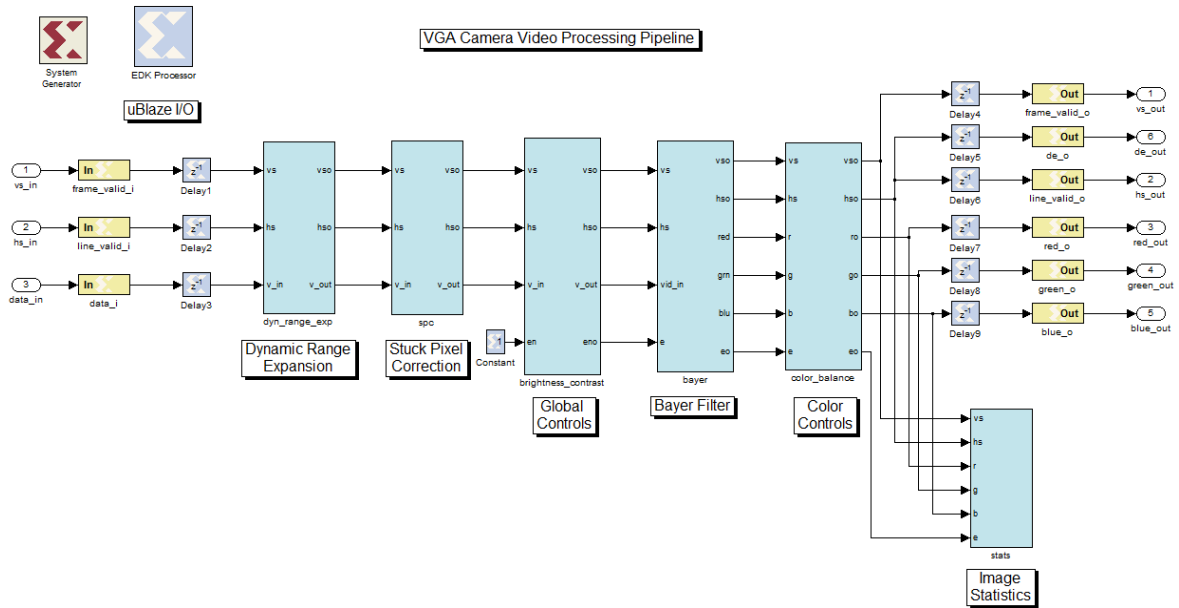 VGA Camera Video Processing Pipeline
System
Generator
EDK Processor
uBlaze I/O
1
vs_in
In
frame_valid_i
z-1
Delay1
2
hs_in
In
line_valid_i
z-1
Delay2
3
data_in
In
data_i
z-1
Delay3
vs
vso
hs
hso
v_in
v_out
dyn_range_exp
Dynamic Range
Expansion
vs
vso
hs
hso
v_in
v_out
spc
Stuck Pixel
Correction
1
Constant
vs
vso
hs
hso
v_in
v_out
en
eno
brightness_contrast
Global
Controls
vs
vso
hso
hs
red
grn
vid_in
blu
e
eo
bayer
Bayer Filter
vs
vso
hs
hso
r
ro
g
go
b
bo
e
eo
color_balance
Color
Controls
z-1
Delay4
Out
frame_valid_o
1
vs_out
z-1
Delay5
Out
de_o
6
de_out
z-1
Delay6
Out
line_valid_o
2
hs_out
z-1
Delay7
Out
red_o
3
red_out
z-1
Delay8
Out
green_o
4
green_out
z-1
Delay9
Out
blue_o
5
blue_out
vs
hs
r
g
b
e
stats
Image
Statistics